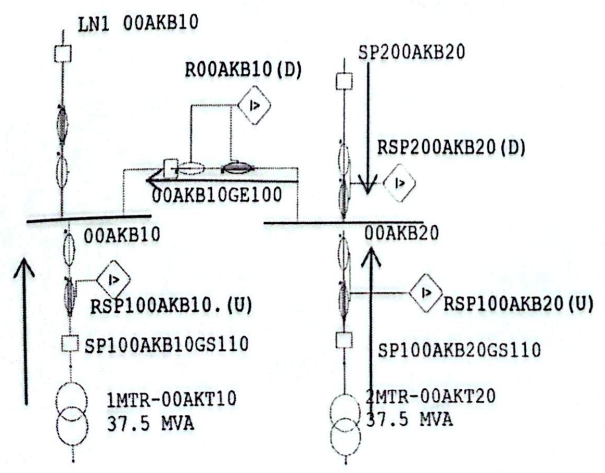 LN1 00AKB10
SP200AKB20
R00AKB10(D)
I>
RSP200AKB20(D)
I>
00AKB10GE100
00AKB10
00AKB20
I>
RSP100AKB10.(U)
I>
RSP100AKB20(U)
SP100AKB10GS110
SP100AKB20GS110
1MTR-00AKT10
37.5 MVA
2MTR-00AKT20
37.5 MVA